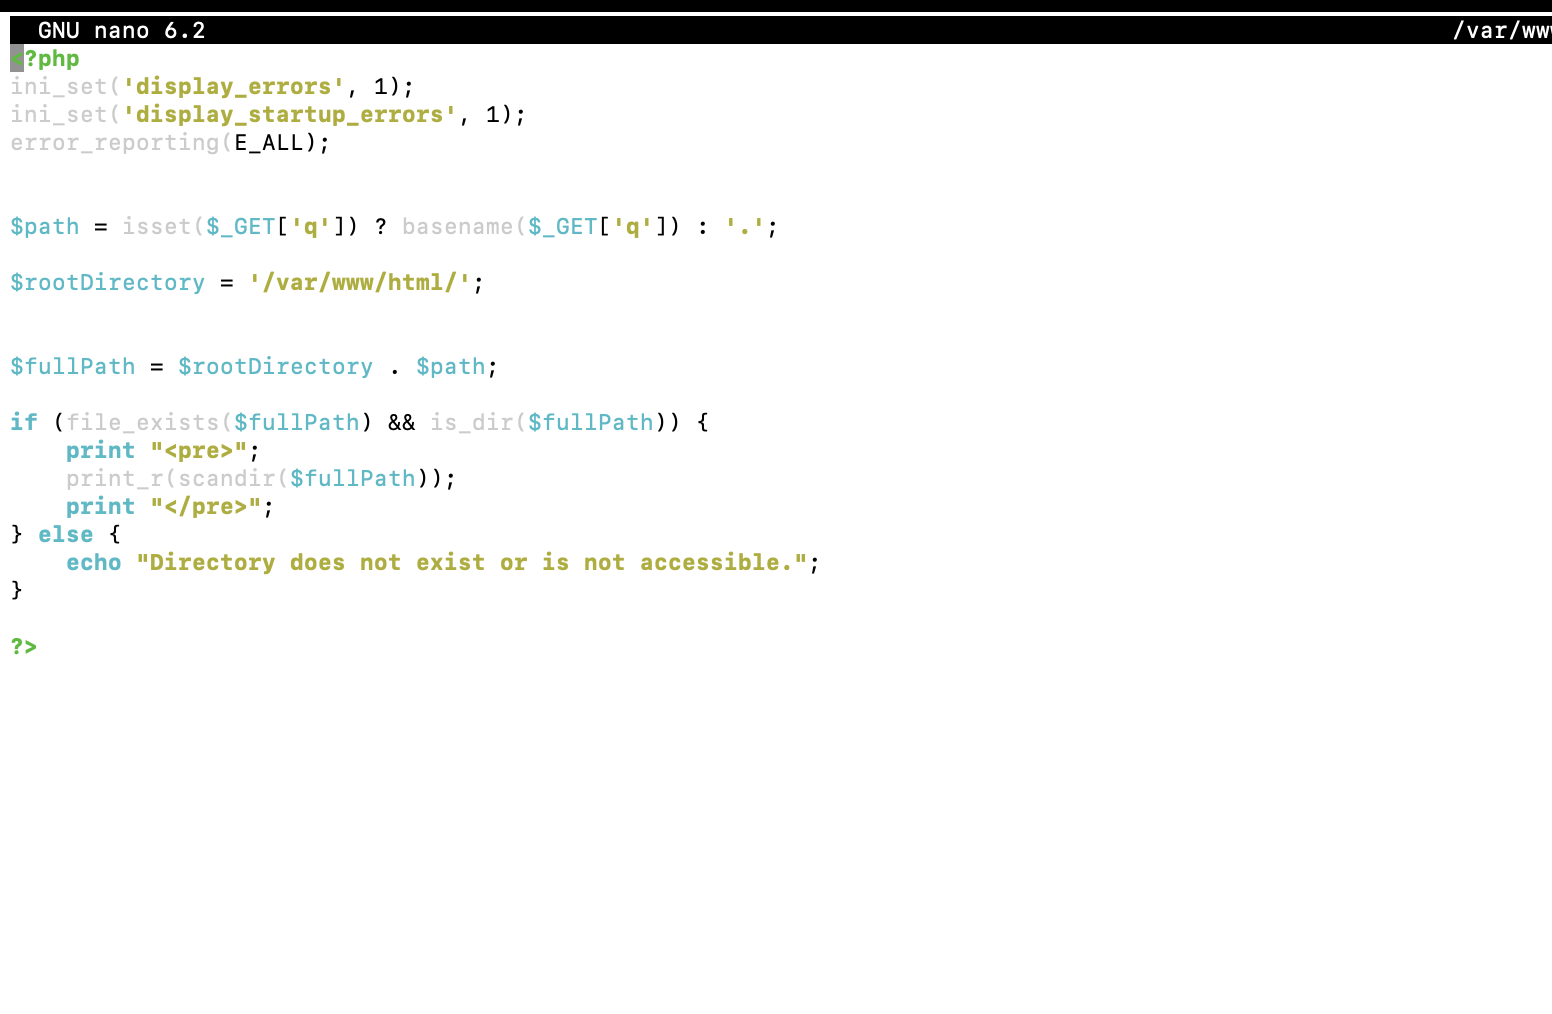 GNU nano 6.2 /var/www
<?php
ini_set('display_errors', 1);
ini_set('display_startup_errors', 1);
error_reporting(E_ALL);
$path = isset($_GET['q']) ? basename($_GET['q']) : '.';
$rootDirectory = '/var/www/html/';
$fullPath = $rootDirectory . $path;
if (file_exists($fullPath) && is_dir($fullPath)) {
    print "<pre>";
    print_r(scandir($fullPath));
    print "</pre>";
} else {
    echo "Directory does not exist or is not accessible.";
}
?>